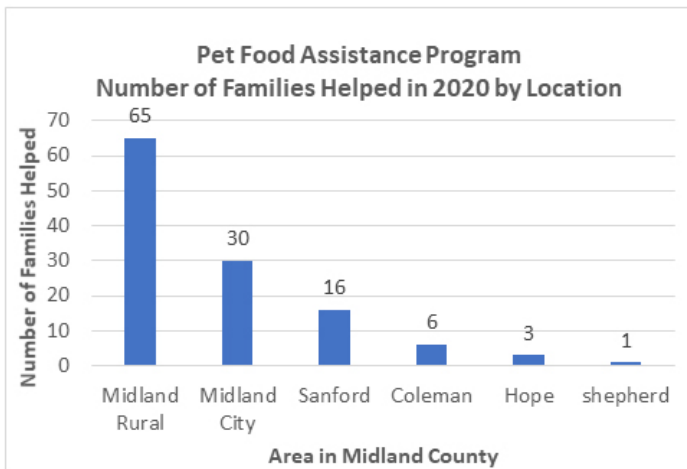 Pet Food Assistance Program
Number of Families Helped in 2020 by Location
Number of Families Helped
70
60
50
40
30
20
10
0
65
30
16
6
3
1
Midland
Rural
Midland
City
Sanford
Coleman
Hope
shepherd
Area in Midland County